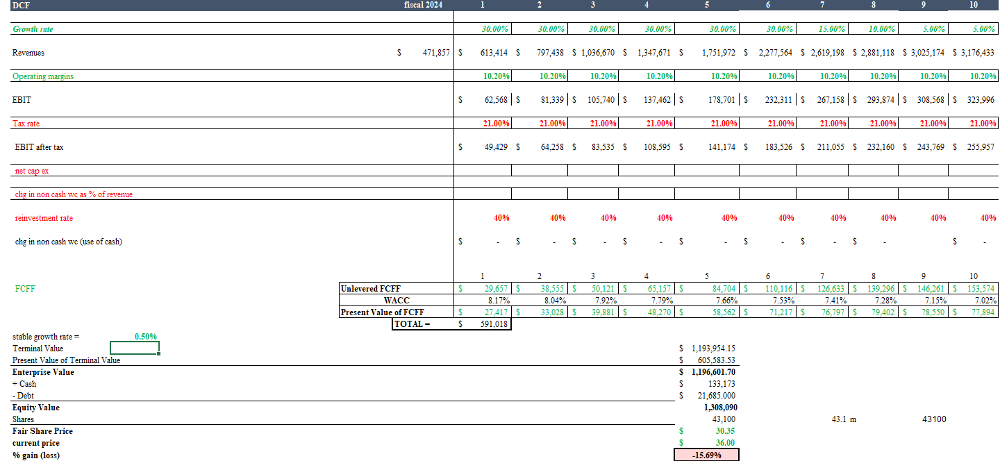 DCF fiscal 2024 1 2 3 4 5 6 7 8 9 10
Growth rate 30.00% 30.00% 30.00% 30.00% 30.00% 30.00% 15.00% 10.00% 5.00% 5.00%
Revenues $ 471,857 $ 613,414 $ 797,438 $ 1,036,670 $ 1,347,671 $ 1,751,972 $ 2,277,564 $ 2,619,198 $ 2,881,118 $ 3,025,174 $ 3,176,433
Operating margins 10.20% 10.20% 10.20% 10.20% 10.20% 10.20% 10.20% 10.20% 10.20% 10.20%
EBIT $ 62,568 $ 81,339 $ 105,740 $ 137,462 $ 178,701 $ 232,311 $ 267,158 $ 293,874 $ 308,568 $ 323,996
Tax rate 21.00% 21.00% 21.00% 21.00% 21.00% 21.00% 21.00% 21.00% 21.00% 21.00%
EBIT after tax $ 49,429 $ 64,258 $ 83,535 $ 108,595 $ 141,174 $ 183,526 $ 211,055 $ 232,160 $ 243,769 $ 255,957
net cap ex
chg in non cash wc as % of revenue
reinvestment rate 40% 40% 40% 40% 40% 40% 40% 40% 40% 40%
chg in non cash wc (use of cash) $ - $ - $ - $ - $ - $ - $ - $ - $ -
1 2 3 4 5 6 7 8 9 10
FCFF Unlevered FCFF $ 29,657 $ 38,555 $ 50,121 $ 65,157 $ 84,704 $ 110,116 $ 126,633 $ 139,296 $ 146,261 $ 153,574
WACC 8.17% 8.04% 7.92% 7.79% 7.66% 7.53% 7.41% 7.28% 7.15% 7.02%
Present Value of FCFF $ 27,417 $ 33,028 $ 39,881 $ 48,270 $ 58,562 $ 71,217 $ 76,797 $ 79,402 $ 78,550 $ 77,894
TOTAL = $ 591,018
stable growth rate = 0.50%
Terminal Value $ 1,193,954.15
Present Value of Terminal Value $ 605,583.53
Enterprise Value $ 1,196,601.70
+ Cash $ 133,173
- Debt $ 21,685.000
Equity Value 1,308,090
Shares 43,100 43.1 m 43100
Fair Share Price $ 30.35
current price $ 36.00
% gain (loss) -15.69%